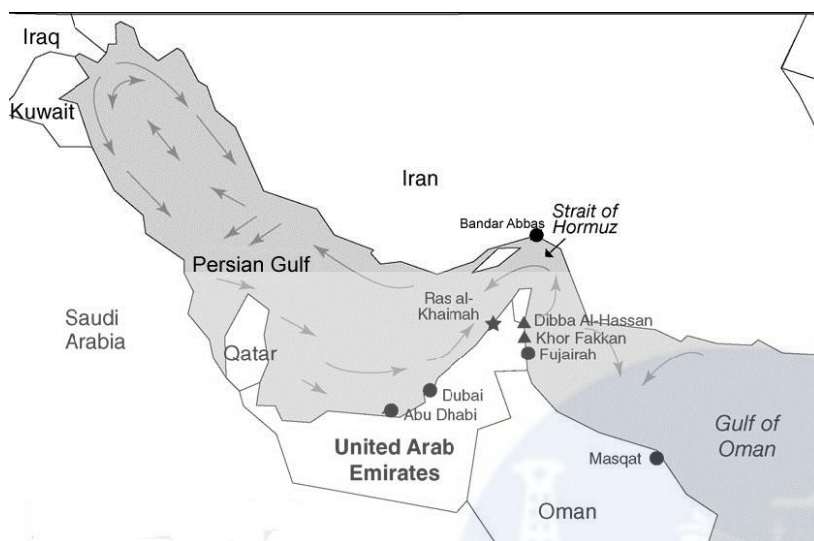 Iraq
Kuwait
Iran
Strait of
Hormuz
Bandar Abbas
Persian Gulf
Ras al-
Khaimah
Saudi
Arabia
Qatar
Dibba Al-Hassan
Khor Fakkan
Fujairah
Dubai
Abu Dhabi
United Arab
Emirates
Gulf of
Oman
Masqat
Oman